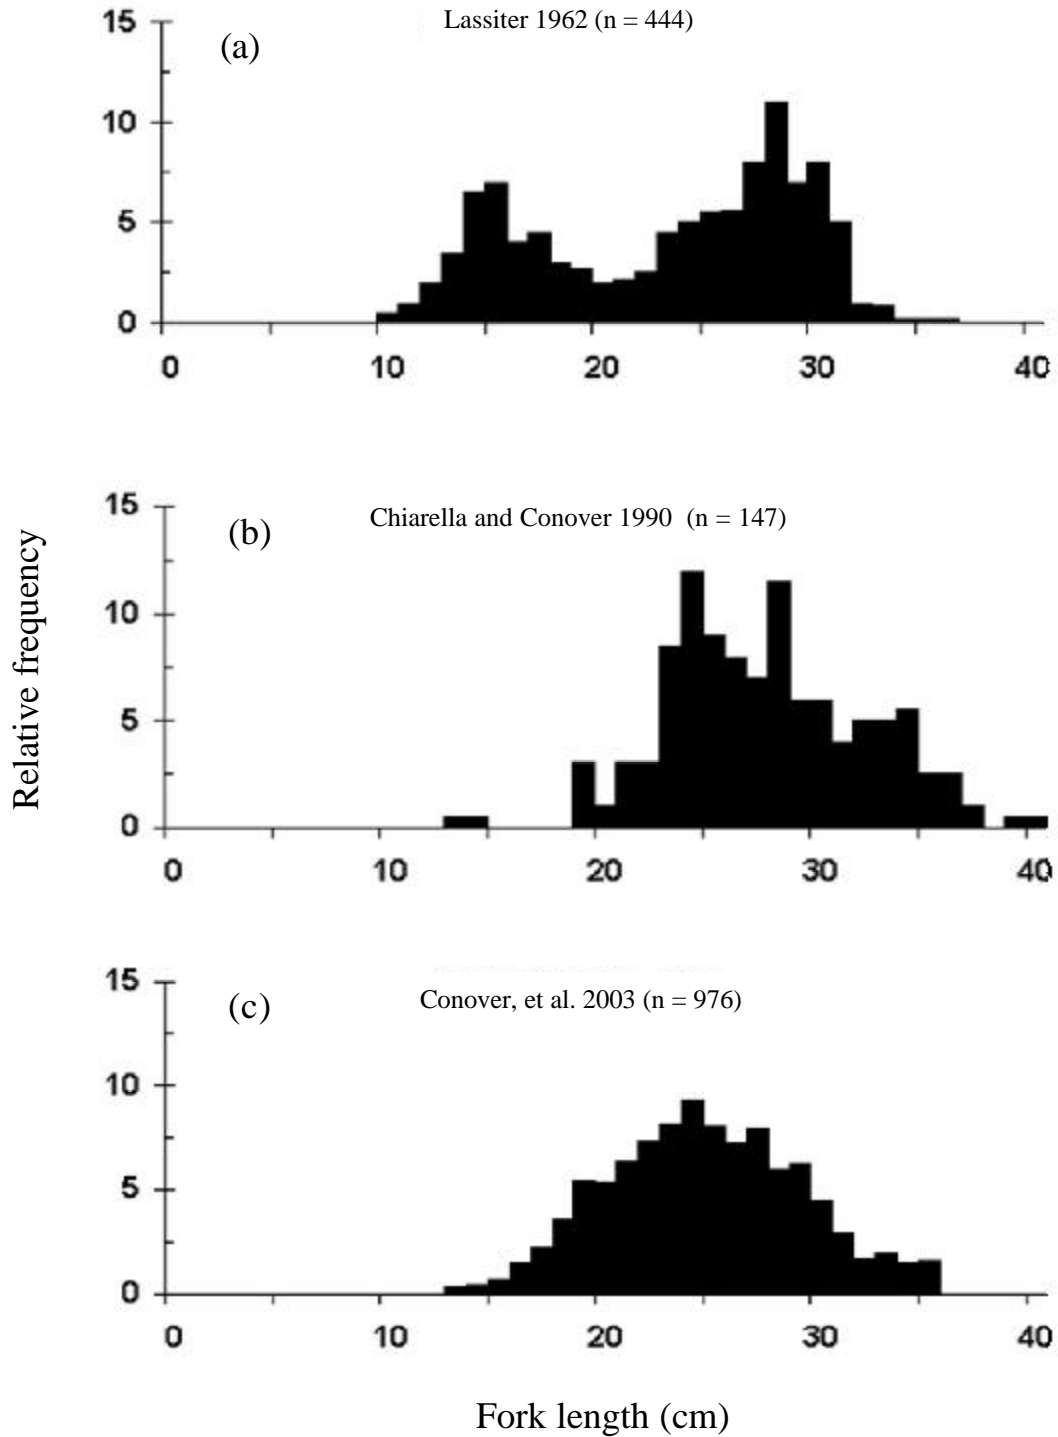 Lassiter 1962 (n = 444)
(a)
15
10
5
0
0 10 20 30 40
Chiarella and Conover 1990 (n = 147)
(b)
15
10
5
0
0 10 20 30 40
Conover, et al. 2003 (n = 976)
(c)
15
10
5
0
0 10 20 30 40
Relative frequency
Fork length (cm)